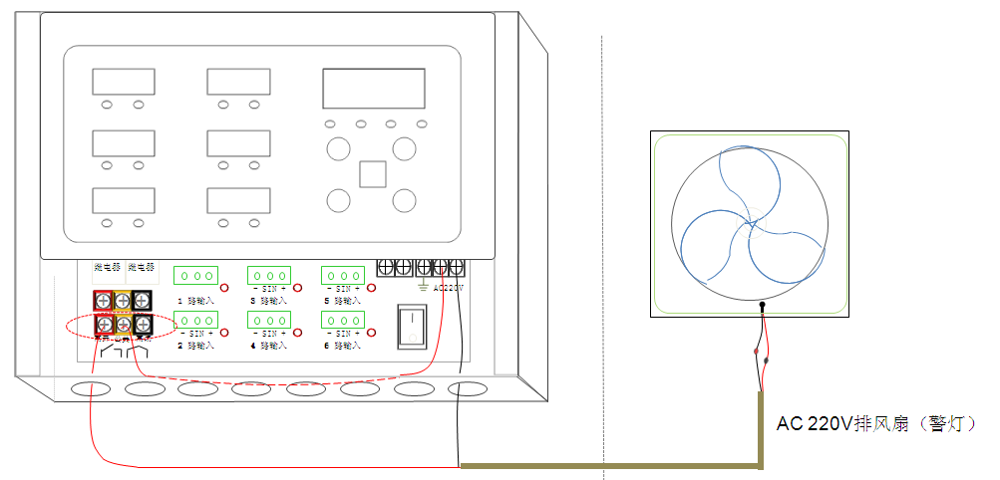 继电器 继电器
- SIN + - SIN +
AC220V
1 路输入 3 路输入 5 路输入
- SIN + - SIN +
2 路输入 4 路输入 6 路输入
AC 220V排风扇（警灯）